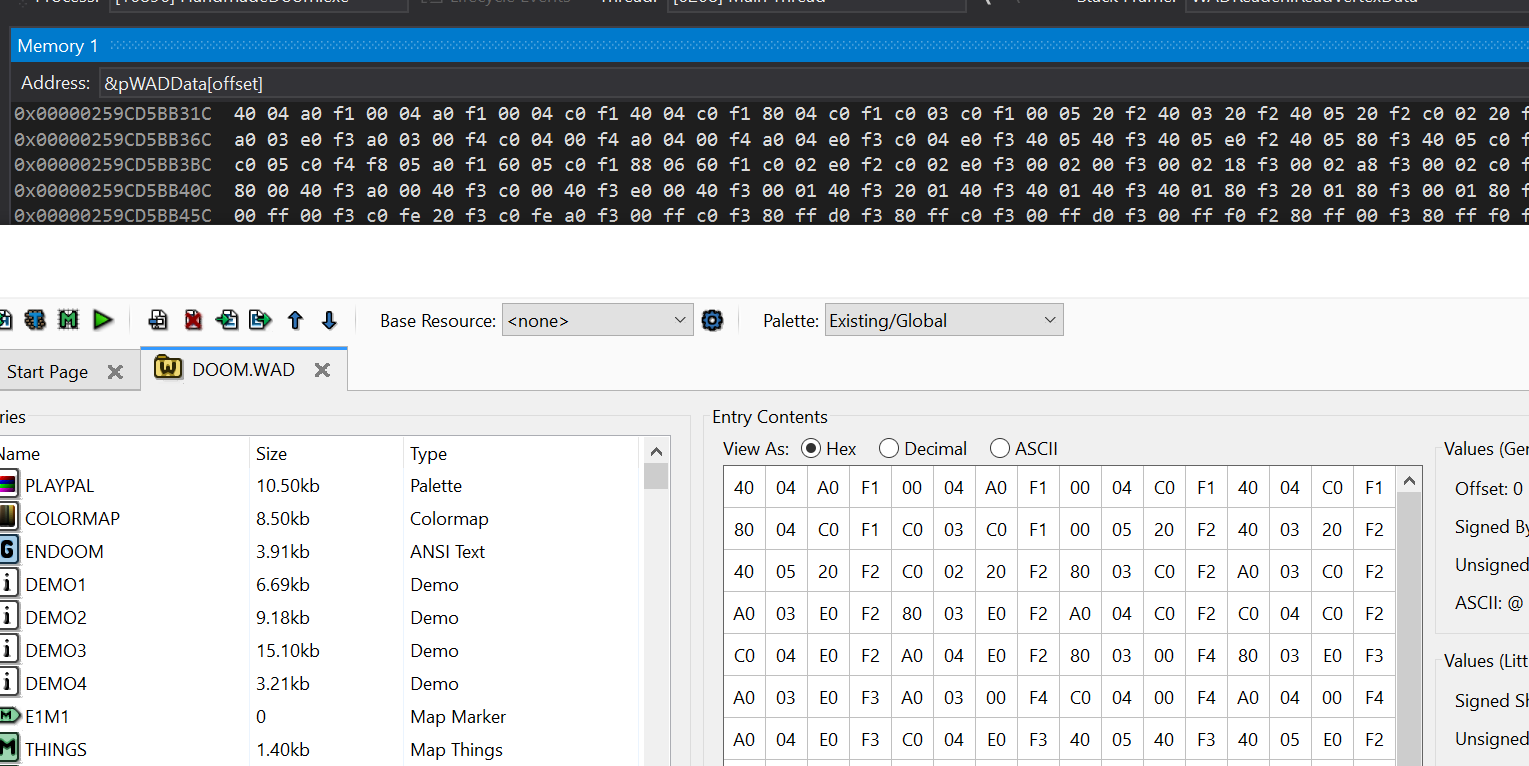 Memory 1
Address: &pWADData[offset]
0x00000259CD5BB31C 40 04 a0 f1 00 04 a0 f1 00 04 c0 f1 40 04 c0 f1 80 04 c0 f1 c0 03 c0 f1 00 05 20 f2 40 03 20 f2 40 05 20 f2 c0 02 20 f
0x00000259CD5BB36C a0 03 e0 f3 a0 03 00 f4 c0 04 00 f4 a0 04 00 f4 a0 04 e0 f3 c0 04 e0 f3 40 05 40 f3 40 05 e0 f2 40 05 80 f3 40 05 c0 f
0x00000259CD5BB3BC c0 05 c0 f4 f8 05 a0 f1 60 05 c0 f1 88 06 60 f1 c0 02 e0 f2 c0 02 e0 f3 00 02 00 f3 00 02 18 f3 00 02 a8 f3 00 02 c0 f
0x00000259CD5BB40C 80 00 40 f3 a0 00 40 f3 c0 00 40 f3 e0 00 40 f3 00 01 40 f3 20 01 40 f3 40 01 40 f3 40 01 80 f3 20 01 80 f3 00 01 80 f
0x00000259CD5BB45C 00 ff 00 f3 c0 fe 20 f3 c0 fe a0 f3 00 ff c0 f3 80 ff d0 f3 80 ff c0 f3 00 ff d0 f3 00 ff f0 f2 80 ff 00 f3 80 ff f0 f
Base Resource: <none> Palette: Existing/Global
Start Page DOOM.WAD
ries
Name Size Type
PLAYPAL 10.50kb Palette
COLORMAP 8.50kb Colormap
ENDOOM 3.91kb ANSI Text
DEMO1 6.69kb Demo
DEMO2 9.18kb Demo
DEMO3 15.10kb Demo
DEMO4 3.21kb Demo
E1M1 0 Map Marker
THINGS 1.40kb Map Things
Entry Contents
View As: Hex Decimal ASCII
40 04 A0 F1 00 04 A0 F1 00 04 C0 F1 40 04 C0 F1
80 04 C0 F1 C0 03 C0 F1 00 05 20 F2 40 03 20 F2
40 05 20 F2 C0 02 20 F2 80 03 C0 F2 A0 03 C0 F2
A0 03 E0 F2 80 03 E0 F2 A0 04 C0 F2 C0 04 C0 F2
C0 04 E0 F2 A0 04 E0 F2 80 03 00 F4 80 03 E0 F3
A0 03 E0 F3 A0 03 00 F4 C0 04 00 F4 A0 04 00 F4
A0 04 E0 F3 C0 04 E0 F3 40 05 40 F3 40 05 E0 F2
Values (Ger
Offset: 0
Signed By
Unsigned
ASCII: @
Values (Litt
Signed Sh
Unsigned